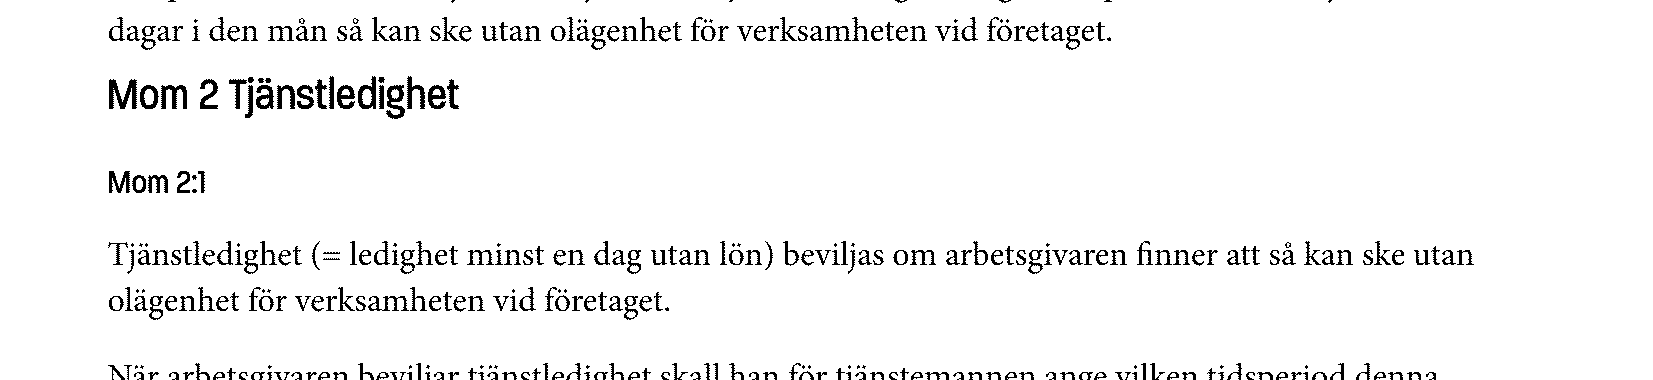 dagar i den mån så kan ske utan olägenhet för verksamheten vid företaget.
Mom 2 Tjänstledighet
Mom 2:1
Tjänstledighet (= ledighet minst en dag utan lön) beviljas om arbetsgivaren finner att så kan ske utan
olägenhet för verksamheten vid företaget.
När arbetsgivaren beviljar tjänstledighet skall han för tjänstemannen ange vilken tidsperiod denna